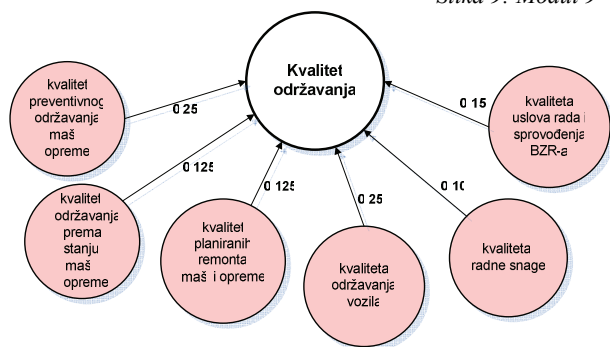 Slika 9: Modul 9
Kvalitet
održavanja
kvalitet
preventivnog
održavanja
maš
opreme
0 25
kvalitet
održavanja
prema
stanju
maš
opreme
0 125
kvalitet
planiranih
remonta
maš i opreme
0 125
kvaliteta
održavanja
vozila
0 25
kvaliteta
radne snage
0 10
kvaliteta
uslova rada i
sprovođenja
BZR-a
0 15